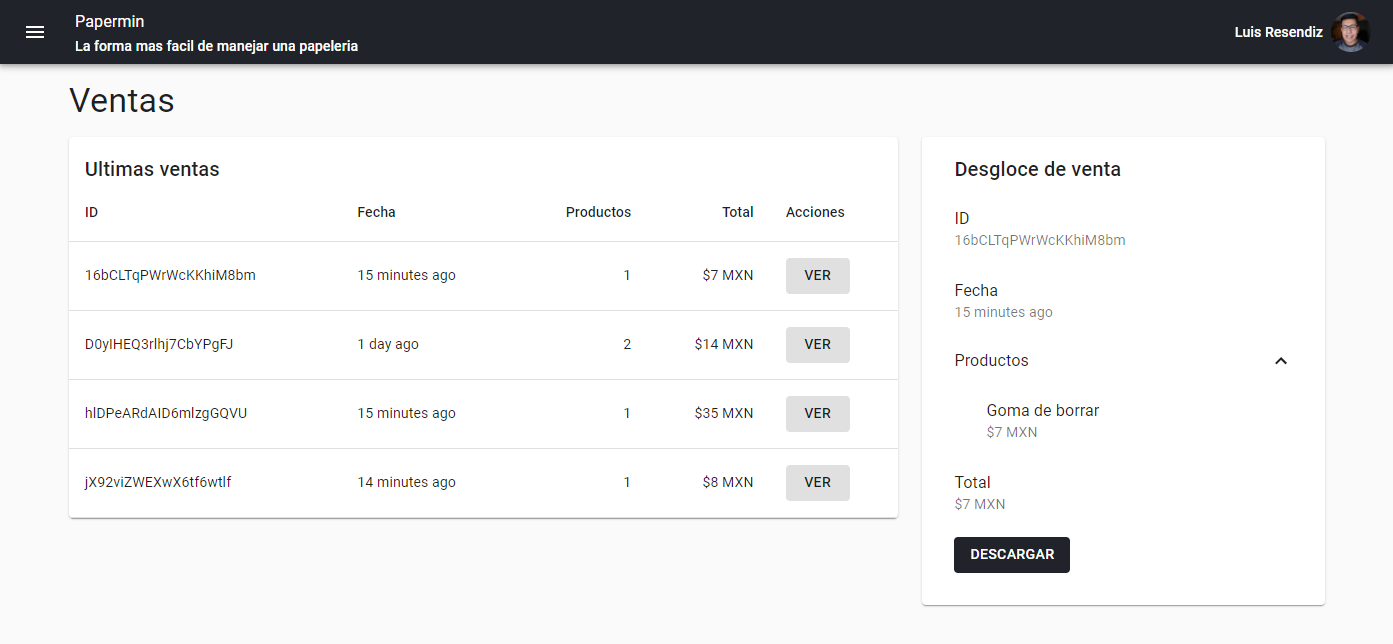 Papermin
La forma mas facil de manejar una papeleria
Luis Resendiz
Ventas
Ultimas ventas
ID Fecha Productos Total Acciones
16bCLTqPWrWcKKhiM8bm 15 minutes ago 1 $7 MXN VER
D0yIHEQ3rlhj7CbYPgFJ 1 day ago 2 $14 MXN VER
hlDPeARdAID6mlzgGQVU 15 minutes ago 1 $35 MXN VER
jX92viZWEXwX6tf6wtlf 14 minutes ago 1 $8 MXN VER
Desgloce de venta
ID
16bCLTqPWrWcKKhiM8bm
Fecha
15 minutes ago
Productos
Goma de borrar
$7 MXN
Total
$7 MXN
DESCARGAR